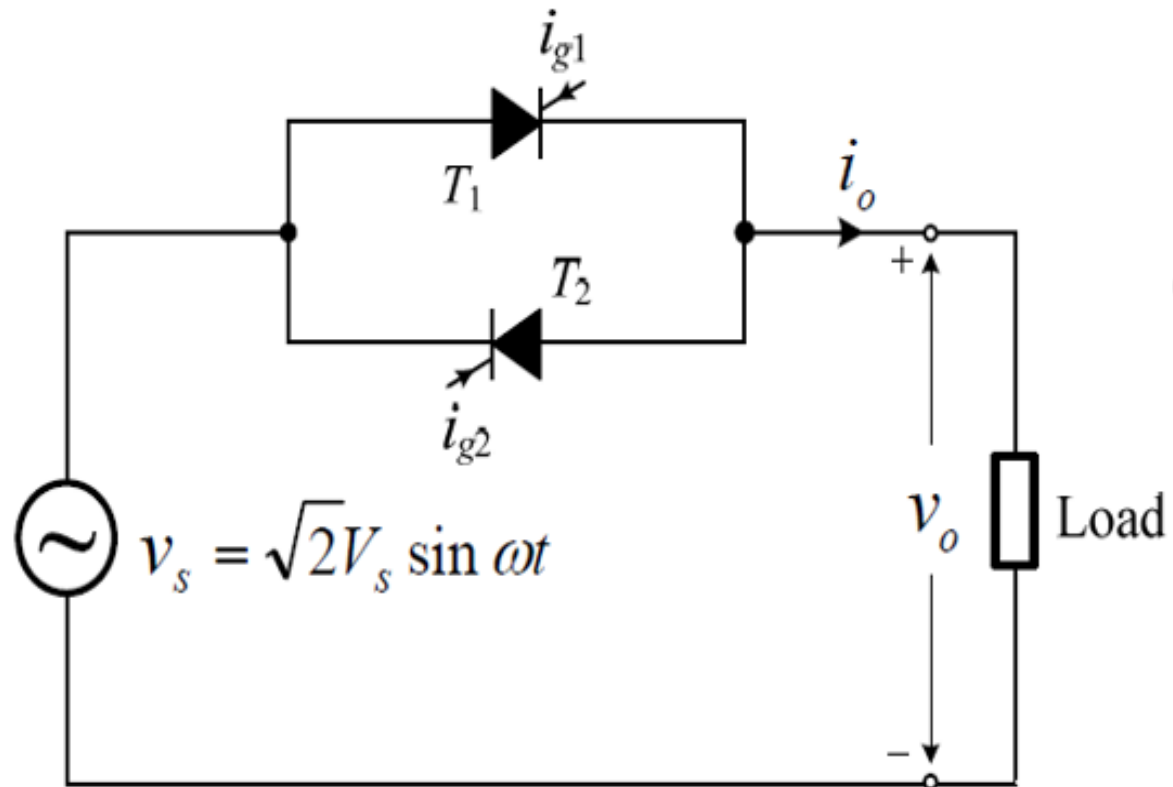 i_g1
T_1
i_o
T_2
+
i_g2
v_s = √2V_s sin ωt
v_o
Load
−